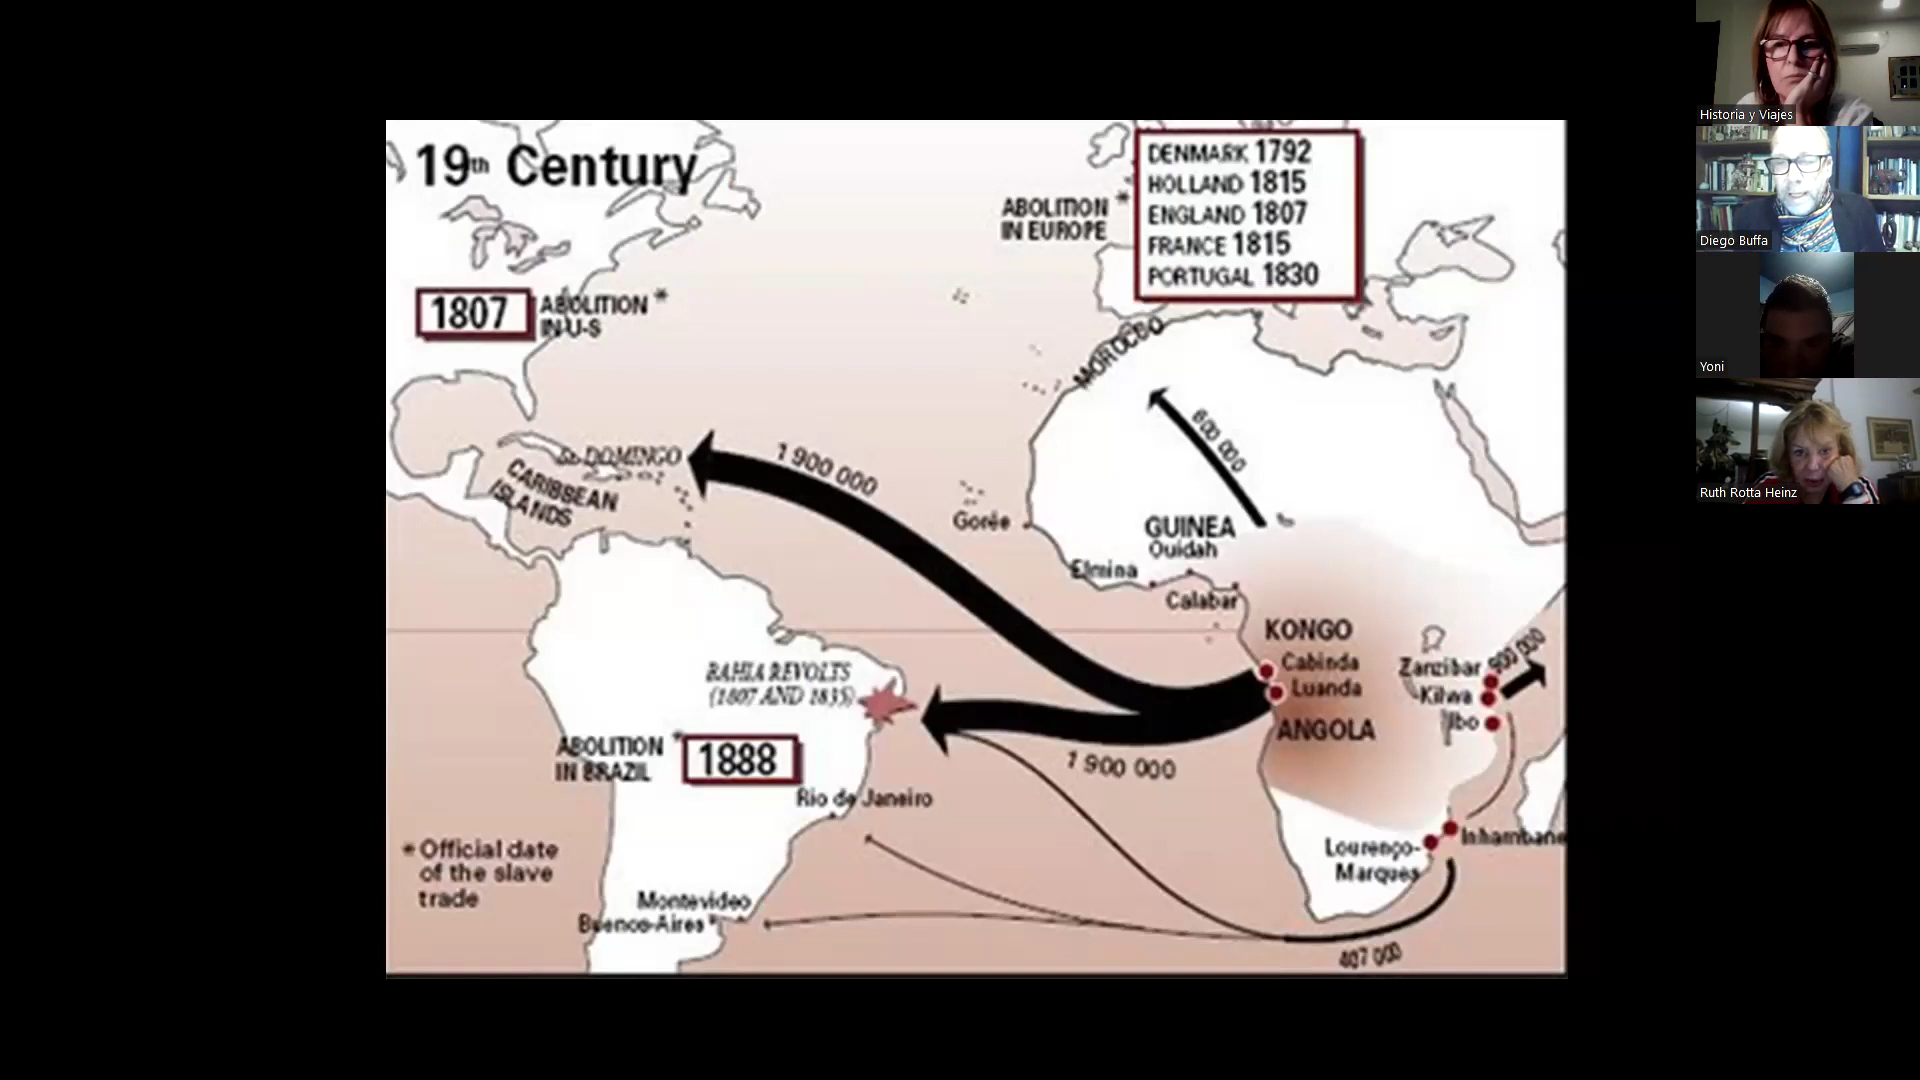 19th Century
DENMARK 1792
HOLLAND 1815
ENGLAND 1807
FRANCE 1815
PORTUGAL 1830
ABOLITION *
IN EUROPE
1807
ABOLITION *
IN U-S
MOROCCO
600 000
DOMINGO
1 900 000
CARIBBEAN
ISLANDS
Gorée
GUINEA
Ouidah
Elmina
Calabar
KONGO
Cabinda
Luanda
ANGOLA
Zanzibar
900 000
Kilwa
Ibo
BAHIA REVOLTS
(1807 AND 1835)
ABOLITION *
IN BRAZIL
1888
1 900 000
Rio de Janeiro
Inhambane
Lourenço-
Marques
* Official date
of the slave
trade
Montevideo
Buenos-Aires
407 000
Historia y Viajes
Diego Buffa
Yoni
Ruth Rotta Heinz